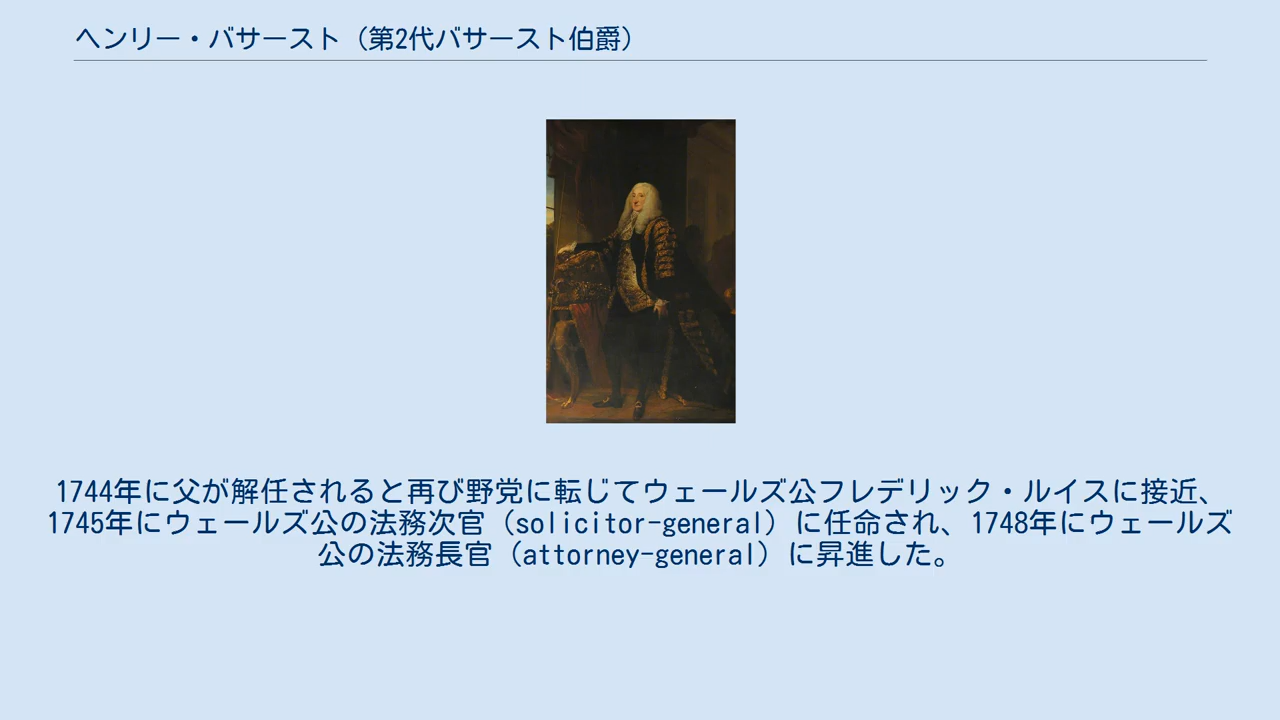 ヘンリー・バサースト（第2代バサースト伯爵）
1744年に父が解任されると再び野党に転じてウェールズ公フレデリック・ルイスに接近、
1745年にウェールズ公の法務次官（solicitor-general）に任命され、1748年にウェールズ
公の法務長官（attorney-general）に昇進した。